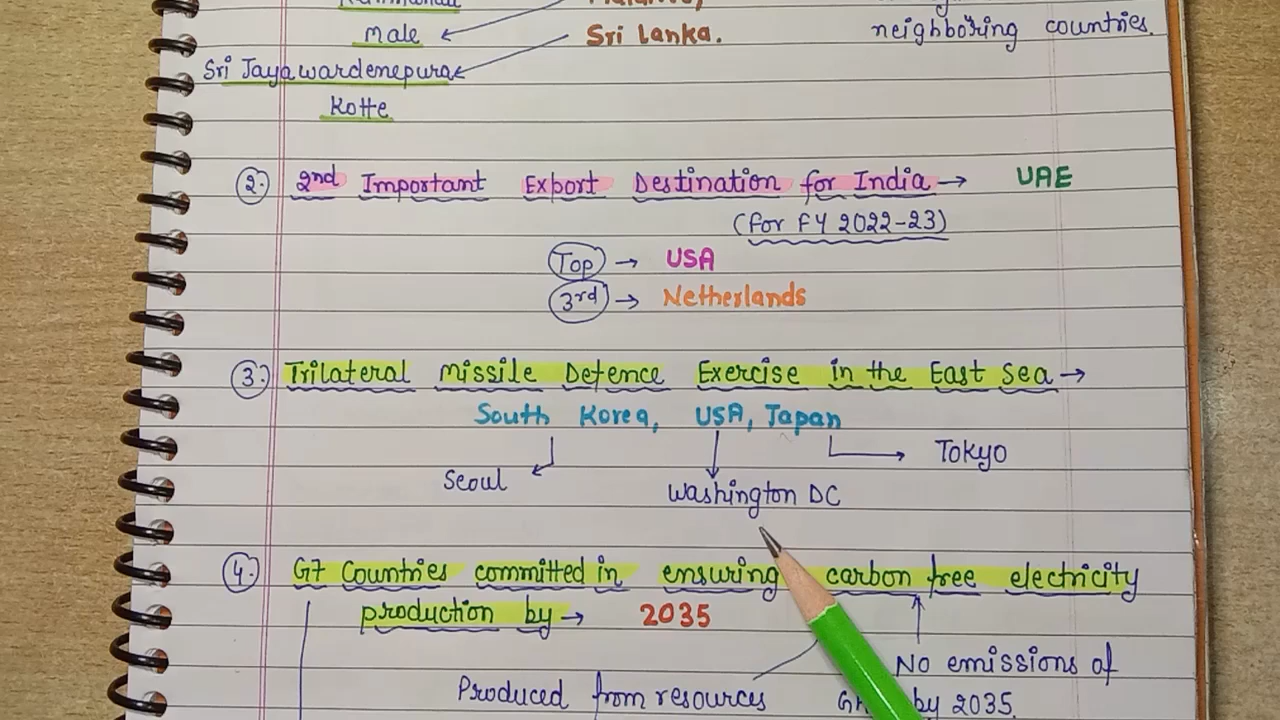 Male
Sri Lanka.
neighboring countries.
Sri Jayawardenepura
Kotte
2. 2nd Important Export Destination for India → UAE
(for FY 2022-23)
Top → USA
3rd → Netherlands
3. Trilateral missile Defence Exercise in the East Sea →
South Korea, USA, Japan
Seoul
Washington DC
Tokyo
4. G7 Countries committed in ensuring carbon free electricity
production by → 2035
No emissions of
Produced from resources
by 2035.